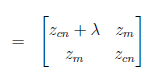 = [ z_{cn} + λ  z_m
z_m  z_{cn} ]